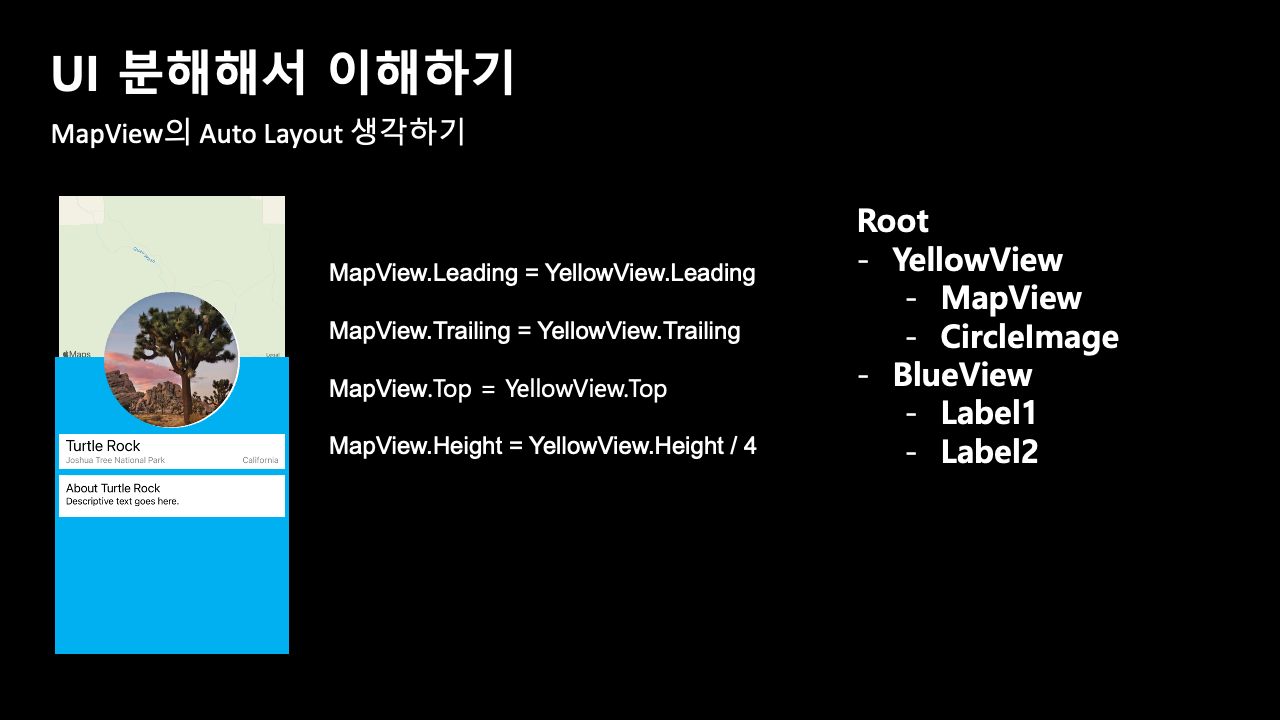 UI 분해해서 이해하기
MapView의 Auto Layout 생각하기
Maps
Legal
Turtle Rock
Joshua Tree National Park California
About Turtle Rock
Descriptive text goes here.
MapView.Leading = YellowView.Leading
MapView.Trailing = YellowView.Trailing
MapView.Top = YellowView.Top
MapView.Height = YellowView.Height / 4
Root
- YellowView
- MapView
- CircleImage
- BlueView
- Label1
- Label2